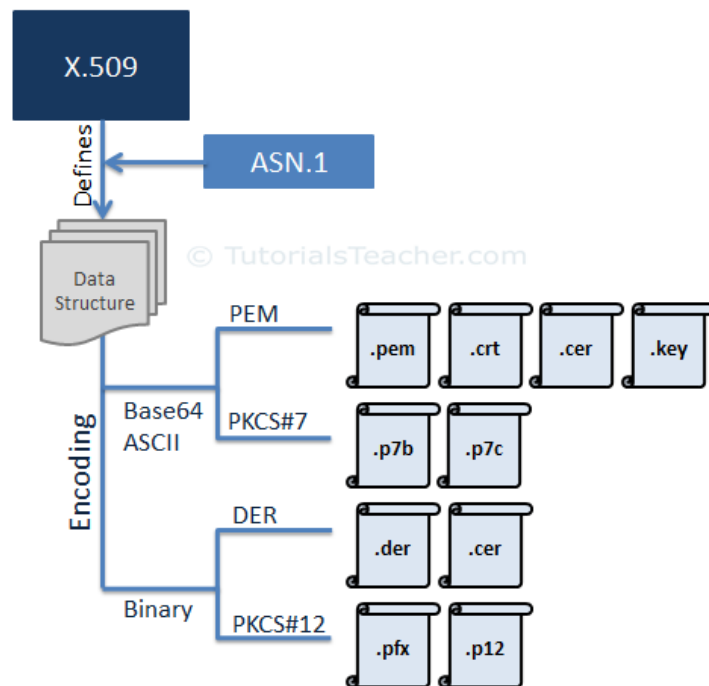 X.509
Defines
ASN.1
© TutorialsTeacher.com
Data
Structure
PEM
.pem .crt .cer .key
Base64
ASCII
PKCS#7
.p7b .p7c
Encoding
DER
.der .cer
Binary
PKCS#12
.pfx .p12